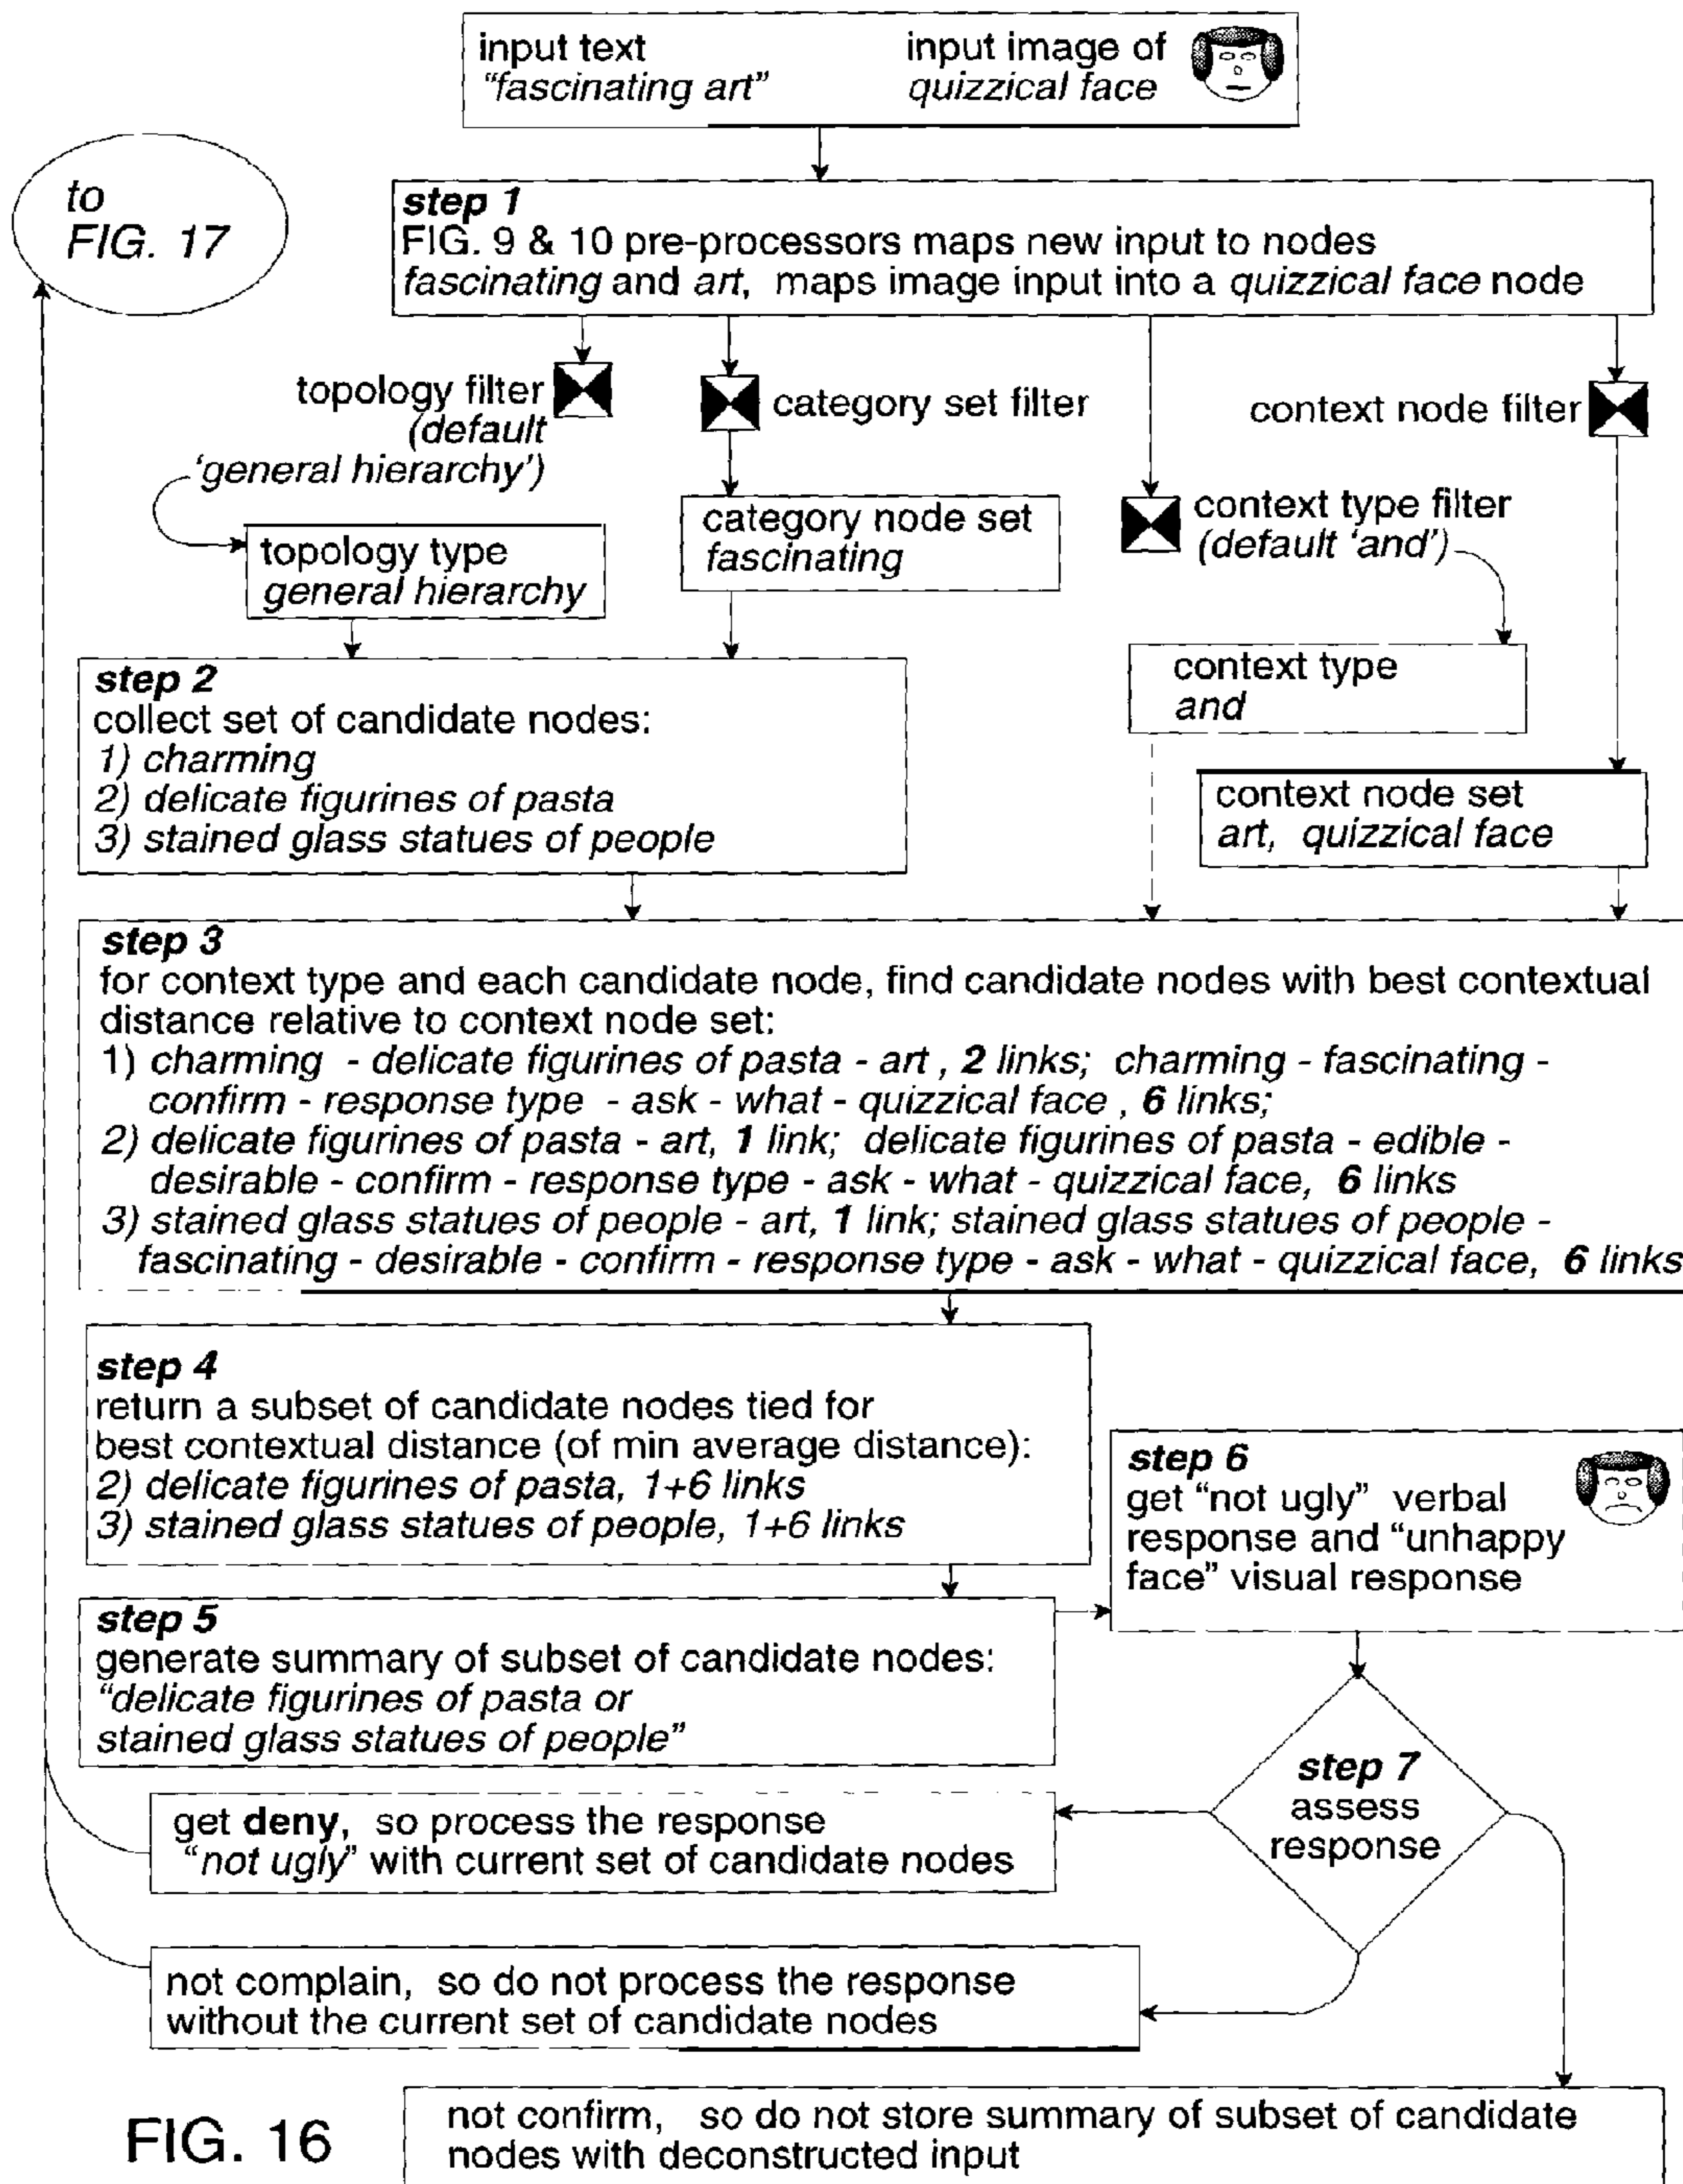 input text
“fascinating art”
input image of
quizzical face
to
FIG. 17
step 1
FIG. 9 & 10 pre-processors maps new input to nodes
fascinating and art, maps image input into a quizzical face node
topology filter
(default
‘general hierarchy’)
category set filter
context node filter
category node set
fascinating
context type filter
(default ‘and’)
topology type
general hierarchy
step 2
collect set of candidate nodes:
1) charming
2) delicate figurines of pasta
3) stained glass statues of people
context type
and
context node set
art, quizzical face
step 3
for context type and each candidate node, find candidate nodes with best contextual
distance relative to context node set:
1) charming - delicate figurines of pasta - art , 2 links; charming - fascinating -
confirm - response type - ask - what - quizzical face , 6 links;
2) delicate figurines of pasta - art, 1 link; delicate figurines of pasta - edible -
desirable - confirm - response type - ask - what - quizzical face, 6 links
3) stained glass statues of people - art, 1 link; stained glass statues of people -
fascinating - desirable - confirm - response type - ask - what - quizzical face, 6 links
step 4
return a subset of candidate nodes tied for
best contextual distance (of min average distance):
2) delicate figurines of pasta, 1+6 links
3) stained glass statues of people, 1+6 links
step 6
get “not ugly” verbal
response and “unhappy
face” visual response
step 5
generate summary of subset of candidate nodes:
“delicate figurines of pasta or
stained glass statues of people”
step 7
assess
response
get deny, so process the response
“not ugly” with current set of candidate nodes
not complain, so do not process the response
without the current set of candidate nodes
FIG. 16
not confirm, so do not store summary of subset of candidate
nodes with deconstructed input